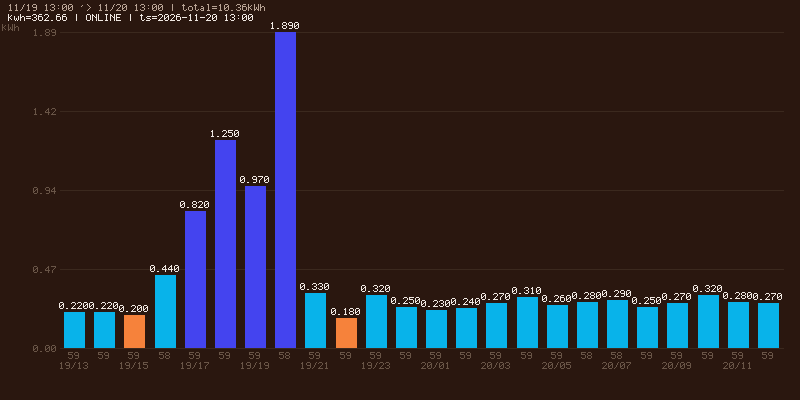 11/19 13:00 -> 11/20 13:00 | total=10.36kWh
Kwh=362.66 | ONLINE | ts=2026-11-20 13:00
kWh
1.89
1.42
0.94
0.47
0.00
0.220 0.220 0.200 0.440 0.820 1.250 0.970 1.890 0.330 0.180 0.320 0.250 0.230 0.240 0.270 0.310 0.260 0.280 0.290 0.250 0.270 0.320 0.280 0.270
59 59 59 58 59 59 59 58 59 59 59 59 59 59 59 59 59 58 58 59 59 59 59 59
19/13 19/15 19/17 19/19 19/21 19/23 20/01 20/03 20/05 20/07 20/09 20/11